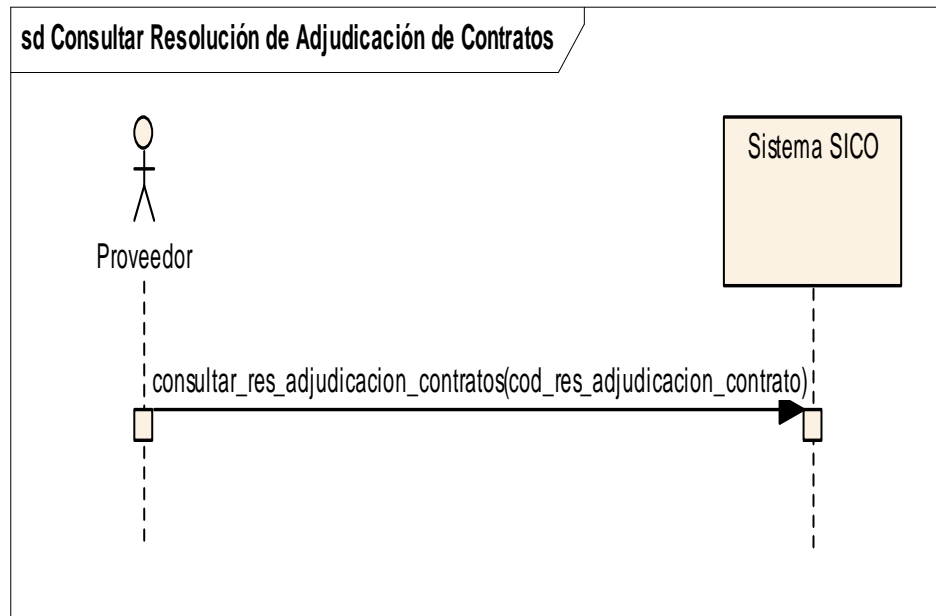 sd Consultar Resolución de Adjudicación de Contratos
Sistema SICO
Proveedor
consultar_res_adjudicacion_contratos(cod_res_adjudicacion_contrato)